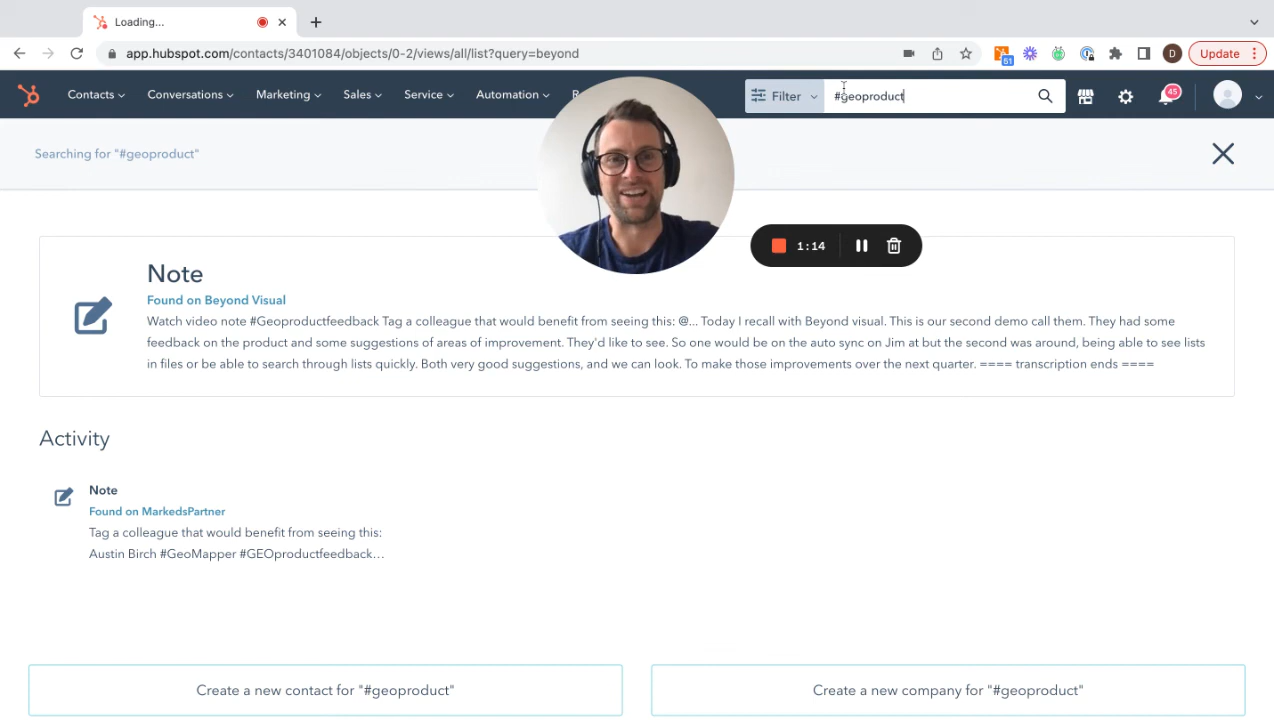 Loading...
app.hubspot.com/contacts/3401084/objects/0-2/views/all/list?query=beyond
51
D
Update
Contacts
Conversations
Marketing
Sales
Service
Automation
R
Filter
#geoproduct
45
Searching for "#geoproduct"
1:14
Note
Found on Beyond Visual
Watch video note #Geoproductfeedback Tag a colleague that would benefit from seeing this: @... Today I recall with Beyond visual. This is our second demo call them. They had some
feedback on the product and some suggestions of areas of improvement. They'd like to see. So one would be on the auto sync on Jim at but the second was around, being able to see lists
in files or be able to search through lists quickly. Both very good suggestions, and we can look. To make those improvements over the next quarter. ==== transcription ends ====
Activity
Note
Found on MarkedsPartner
Tag a colleague that would benefit from seeing this:
Austin Birch #GeoMapper #GEOproductfeedback...
Create a new contact for "#geoproduct"
Create a new company for "#geoproduct"